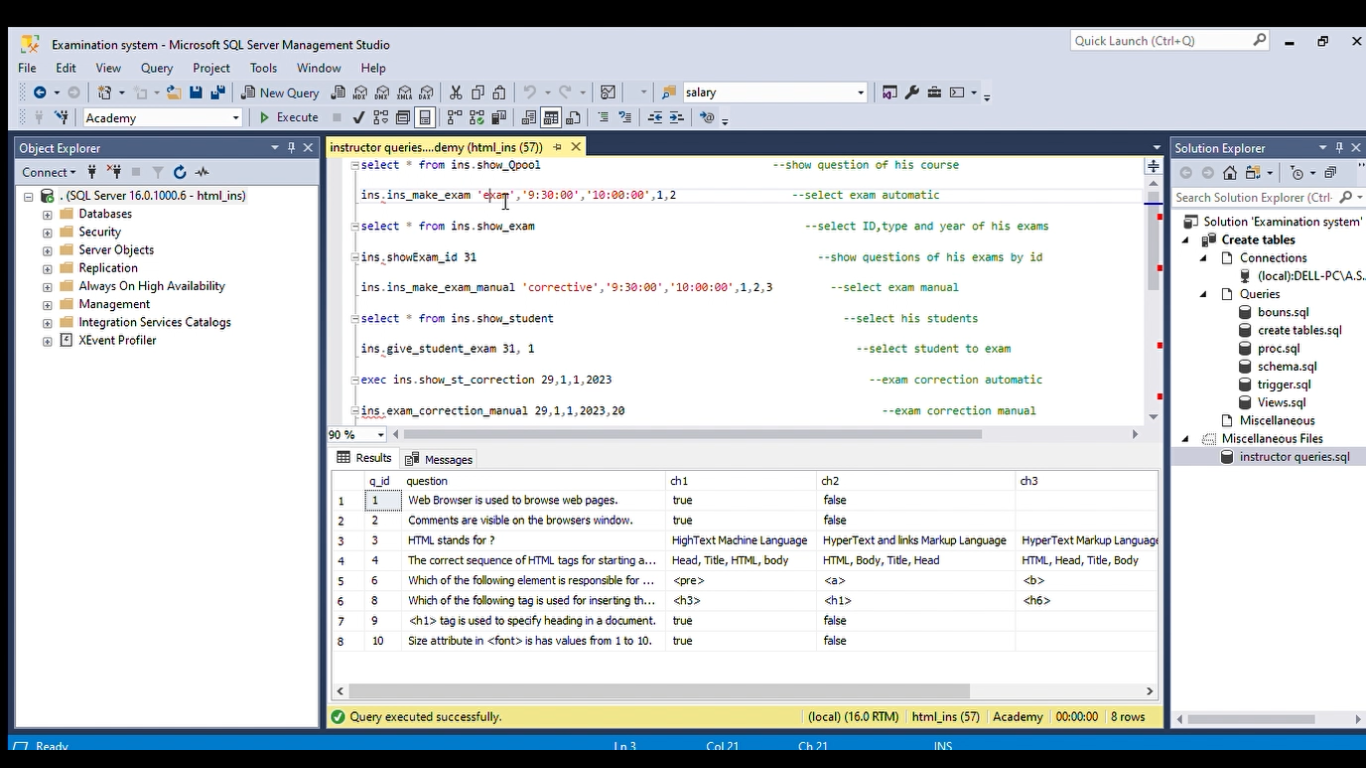 Examination system - Microsoft SQL Server Management Studio
Quick Launch (Ctrl+Q)
File Edit View Query Project Tools Window Help
New Query MDX DMX XMLA DAX salary
Academy Execute
Object Explorer
Connect
. (SQL Server 16.0.1000.6 - html_ins)
Databases
Security
Server Objects
Replication
Always On High Availability
Management
Integration Services Catalogs
XEvent Profiler
instructor queries....demy (html_ins (57))
select * from ins.show_Qpool --show question of his course
ins.ins_make_exam 'exam','9:30:00','10:00:00',1,2 --select exam automatic
select * from ins.show_exam --select ID,type and year of his exams
ins.showExam_id 31 --show questions of his exams by id
ins.ins_make_exam_manual 'corrective','9:30:00','10:00:00',1,2,3 --select exam manual
select * from ins.show_student --select his students
ins.give_student_exam 31, 1 --select student to exam
exec ins.show_st_correction 29,1,1,2023 --exam correction automatic
ins.exam_correction_manual 29,1,1,2023,20 --exam correction manual
90 %
Results Messages
q_id question ch1 ch2 ch3
1 1 Web Browser is used to browse web pages. true false
2 2 Comments are visible on the browsers window. true false
3 3 HTML stands for ? HighText Machine Language HyperText and links Markup Language HyperText Markup Language
4 4 The correct sequence of HTML tags for starting a... Head, Title, HTML, body HTML, Body, Title, Head HTML, Head, Title, Body
5 6 Which of the following element is responsible for ... <pre> <a> <b>
6 8 Which of the following tag is used for inserting th... <h3> <h1> <h6>
7 9 <h1> tag is used to specify heading in a document. true false
8 10 Size attribute in <font> is has values from 1 to 10. true false
Query executed successfully. (local) (16.0 RTM) html_ins (57) Academy 00:00:00 8 rows
Solution Explorer
Search Solution Explorer (Ctrl-
Solution 'Examination system'
Create tables
Connections
(local):DELL-PC\A.S.
Queries
bouns.sql
create tables.sql
proc.sql
schema.sql
trigger.sql
Views.sql
Miscellaneous
Miscellaneous Files
instructor queries.sql
Ready Ln 3 Col 21 Ch 21 INS